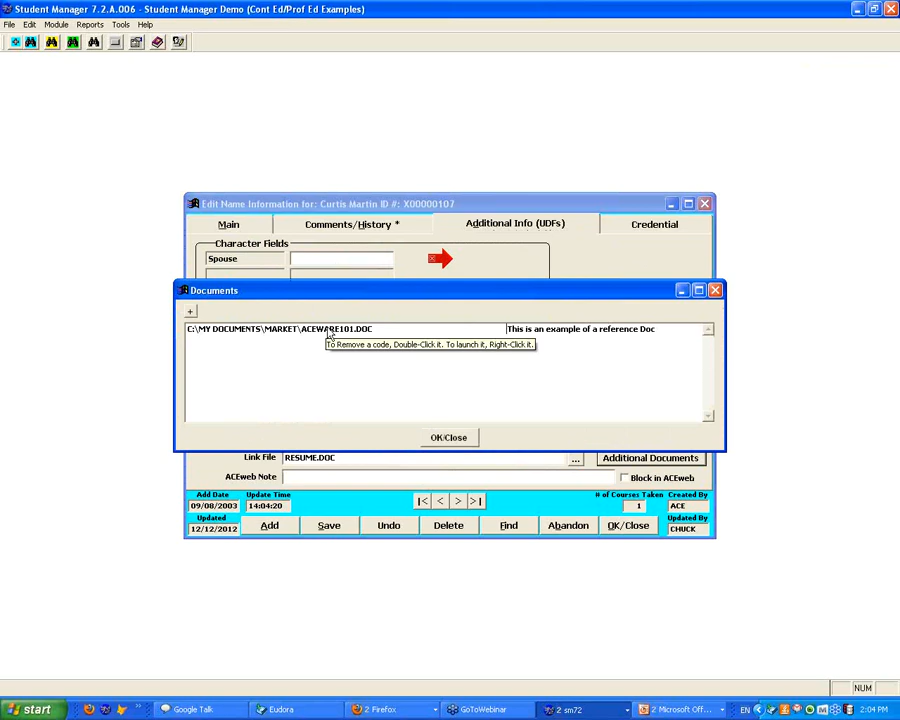 Student Manager 7.2.A.006 - Student Manager Demo (Cont Ed/Prof Ed Examples)
File Edit Module Reports Tools Help
Edit Name Information for: Curtis Martin ID #: X00000107
Main Comments/History * Additional Info (UDFs) Credential
Character Fields
Spouse
Documents
+
C:\MY DOCUMENTS\MARKET\ACEWARE101.DOC This is an example of a reference Doc
To Remove a code, Double-Click it. To launch it, Right-Click it.
OK/Close
Link File RESUME.DOC ... Additional Documents
ACEweb Note Block in ACEweb
Add Date Update Time # of Courses Taken Created By
09/08/2003 14:04:20 |< < > >| 1 ACE
Updated Updated By
12/12/2012 Add Save Undo Delete Find Abandon OK/Close CHUCK
NUM
start Google Talk Eudora 2 Firefox GoToWebinar 2 sm72 2 Microsoft Off... EN 2:04 PM